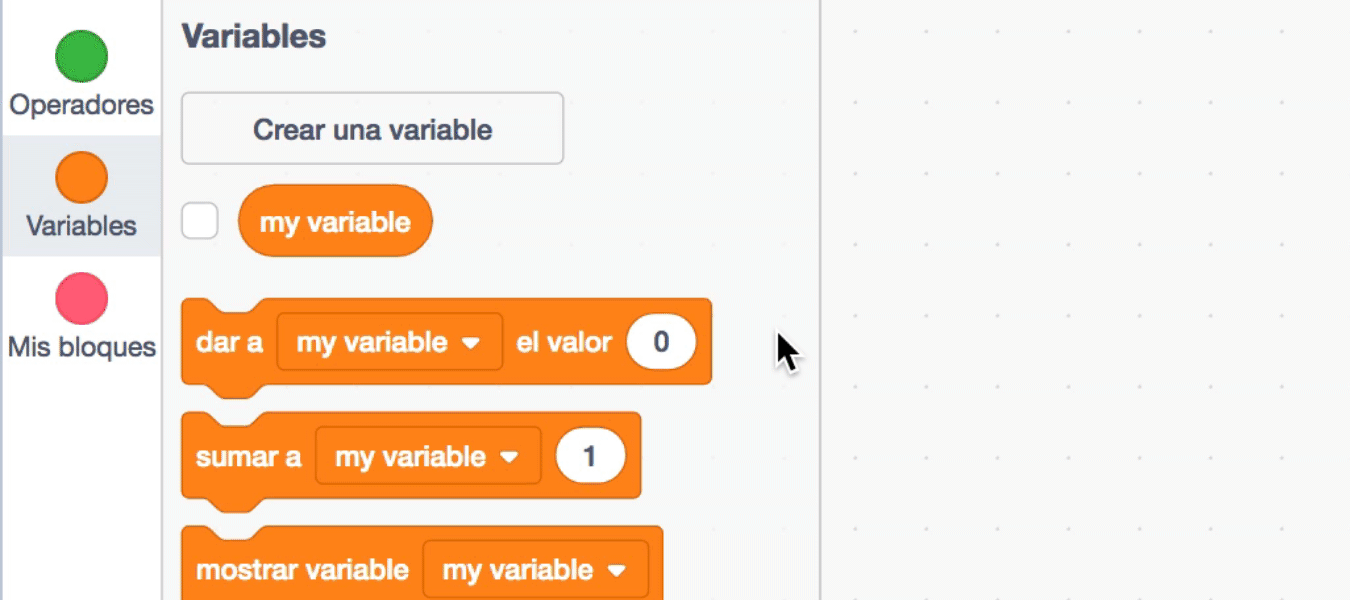 Operadores
Variables
Mis bloques
Variables
Crear una variable
my variable
dar a my variable el valor 0
sumar a my variable 1
mostrar variable my variable